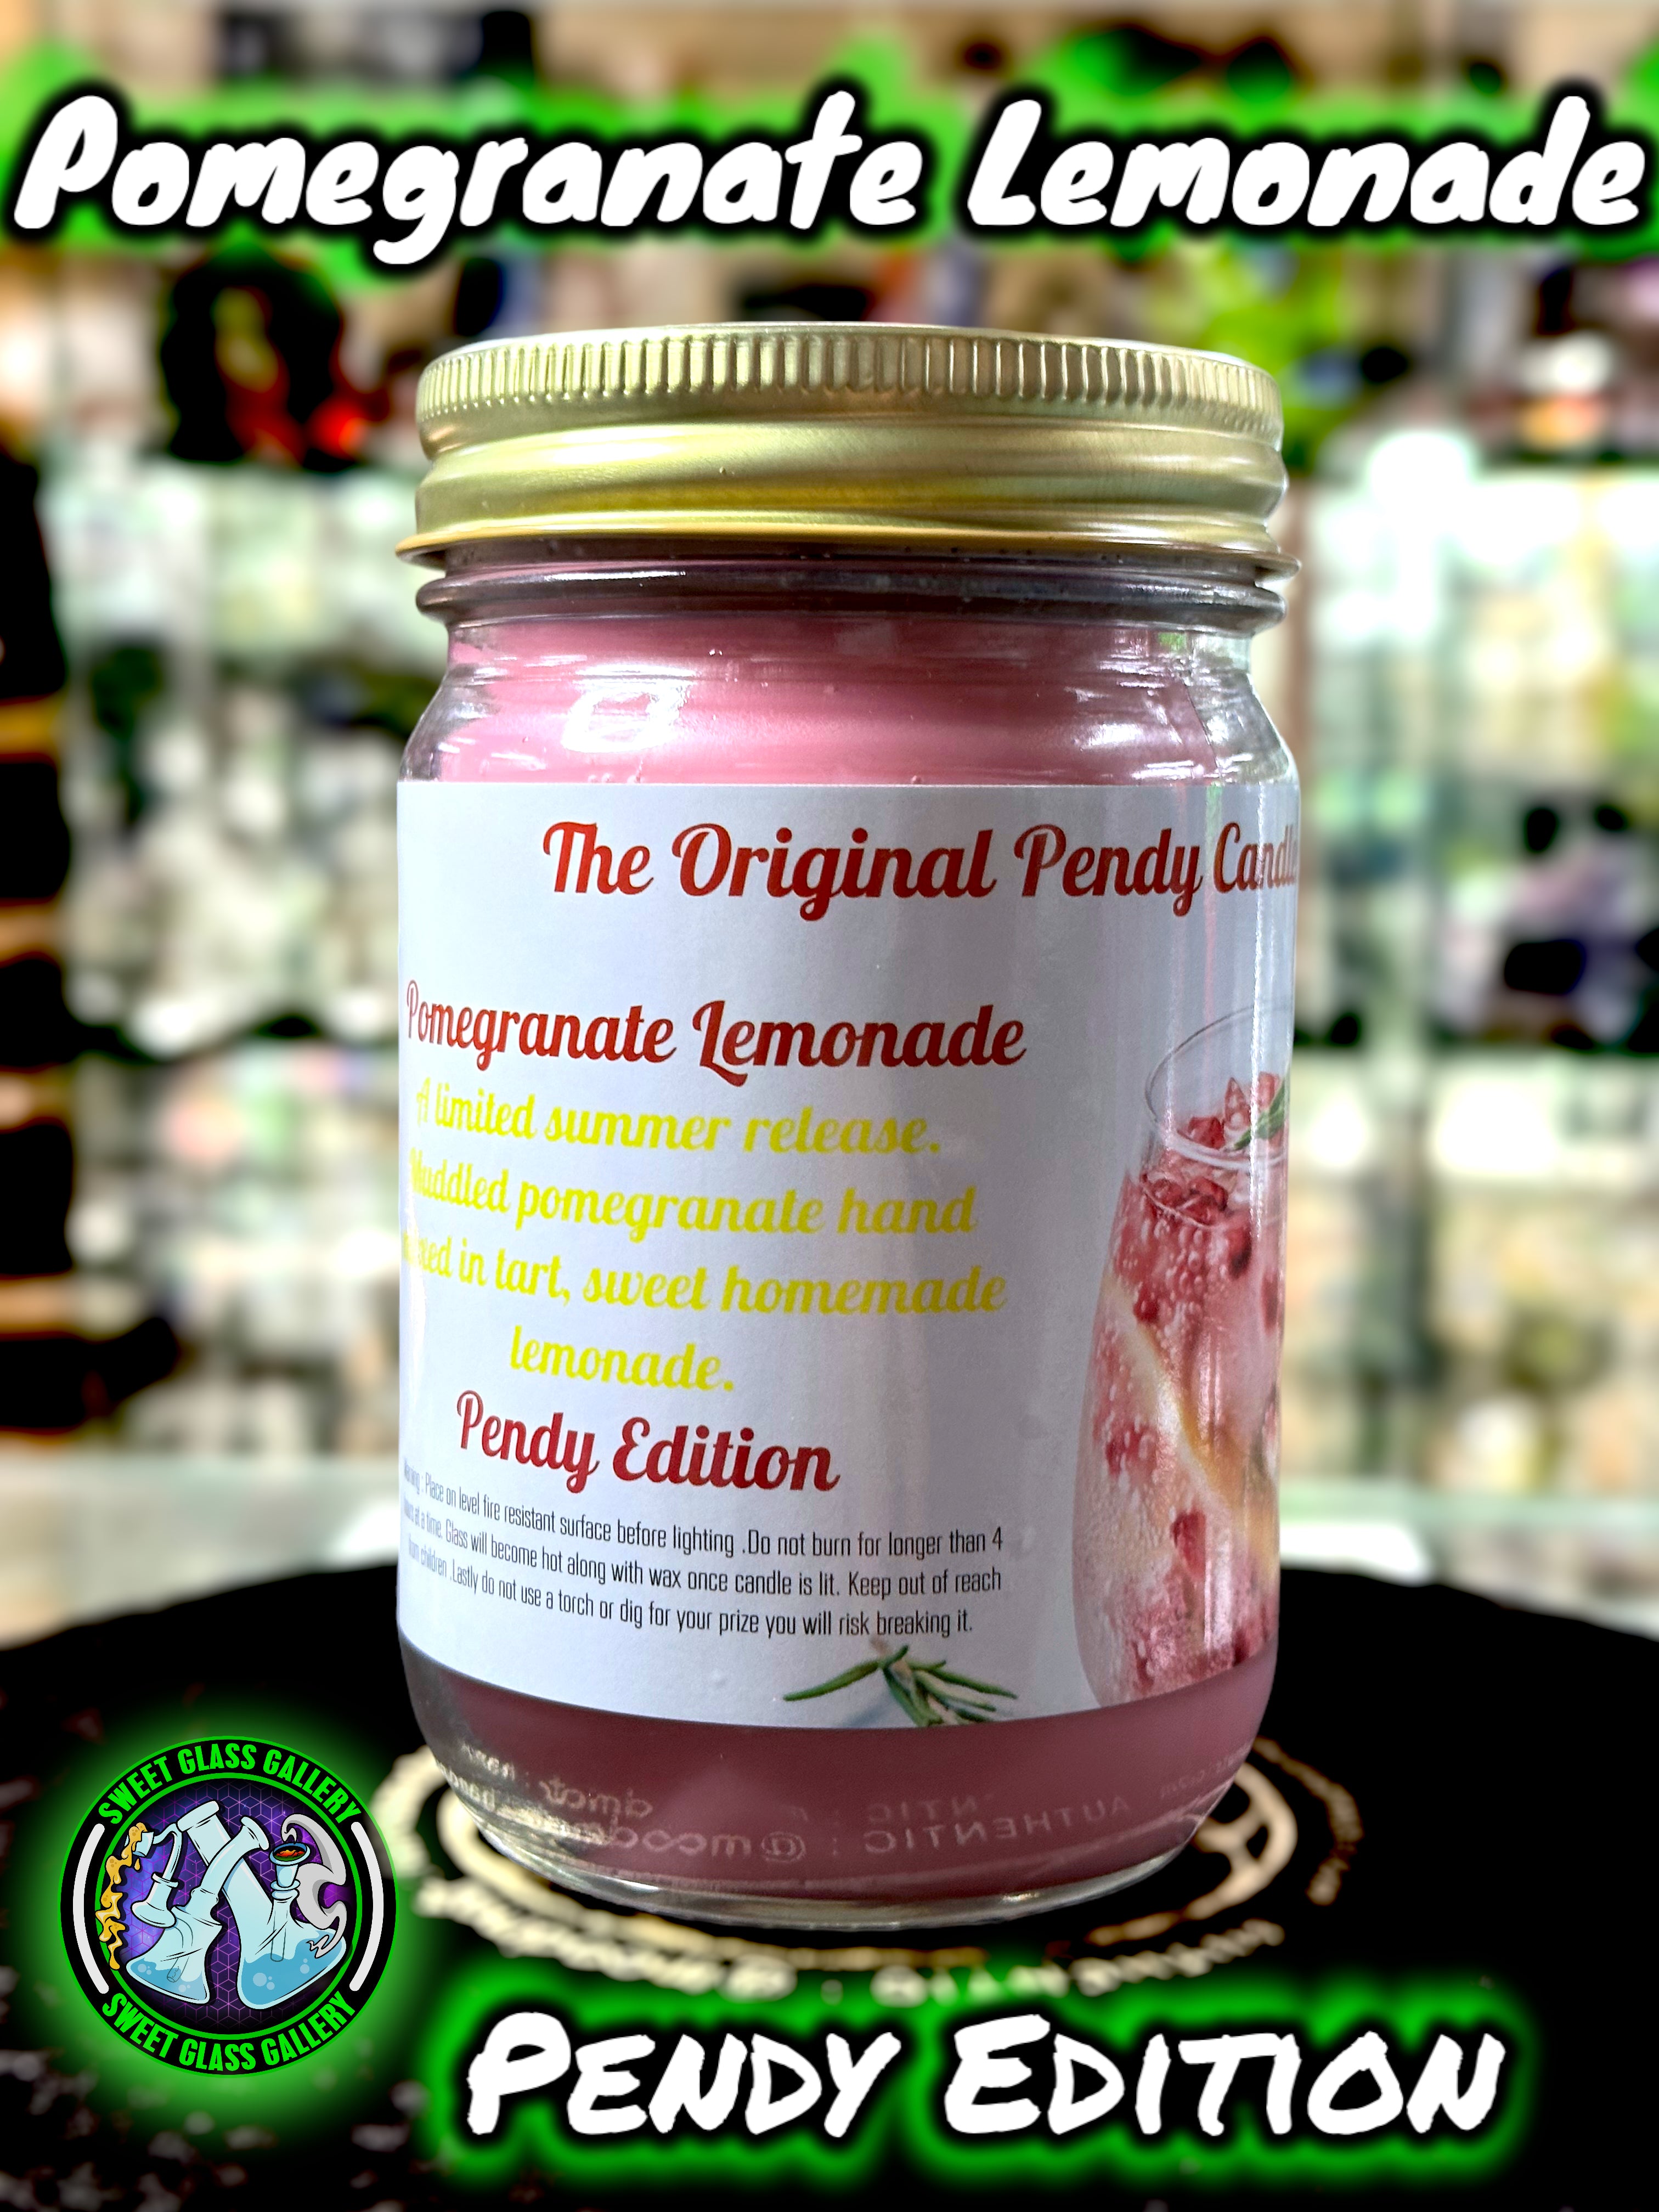 Pomegranate Lemonade
The Original Pendy
Pomegranate Lemonade
A limited summer release.
Muddled pomegranate hand
in tart, sweet homemade
lemonade.
Pendy Edition
Warning : Place on level fire resistant surface before lighting .Do not burn for longer than 4
hours at a time. Glass will become hot along with wax once candle is lit. Keep out of reach
from children .Lastly do not use a torch or dig for your prize you will risk breaking it.
AUTHENTIC
SWEET GLASS GALLERY
SWEET GLASS GALLERY
PENDY EDITION